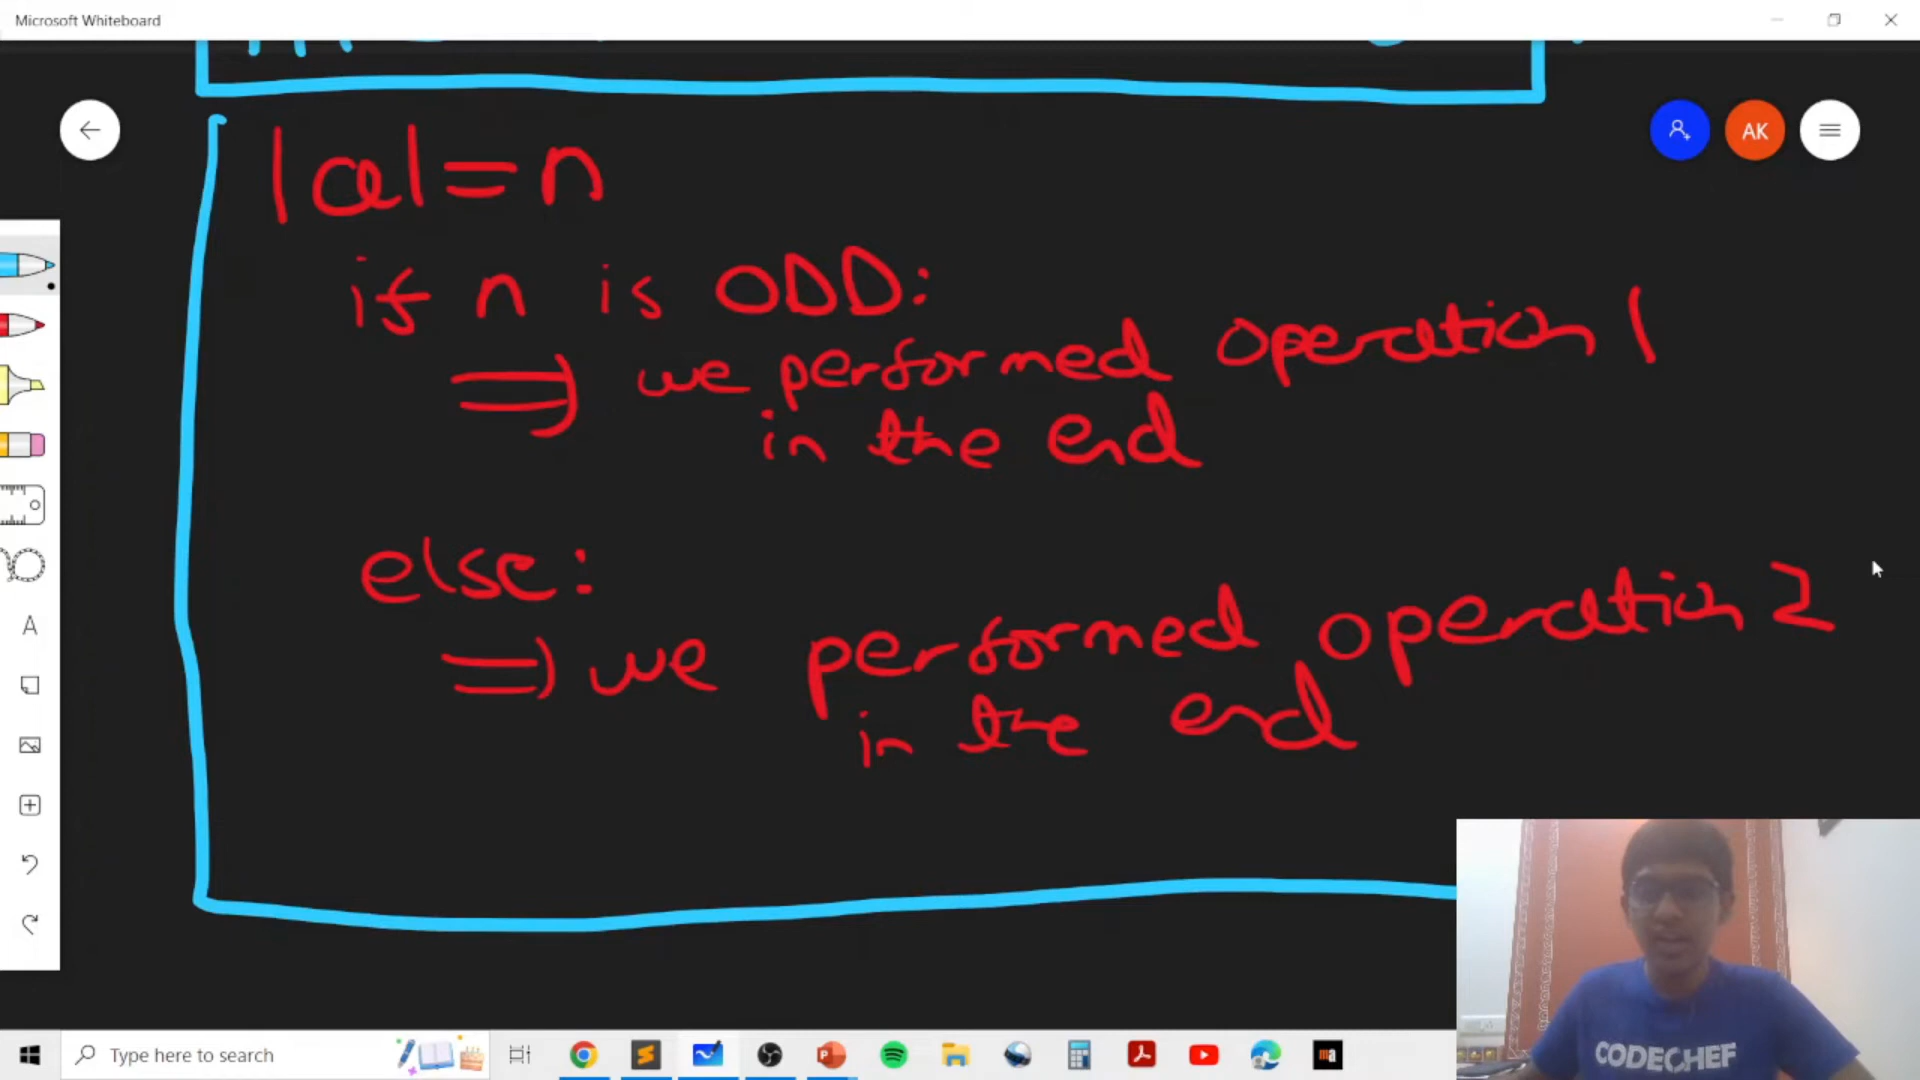 Microsoft Whiteboard
AK
|a|=n
if n is ODD:
=> we performed operation 1
in the end
else:
=> we performed operation 2
in the end
A
CODECHEF
Type here to search
ma